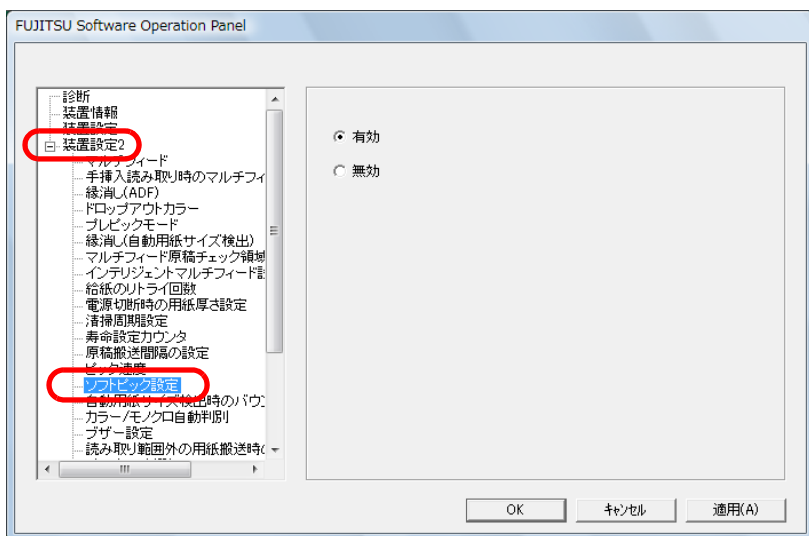 FUJITSU Software Operation Panel
診断
装置情報
装置設定
装置設定2
マルチフィード
手挿入読み取り時のマルチフィ
縁消し(ADF)
ドロップアウトカラー
プレピックモード
縁消し(自動用紙サイズ検出)
マルチフィード原稿チェック領域
インテリジェントマルチフィード
給紙のリトライ回数
電源切断時の用紙厚さ設定
清掃周期設定
寿命設定カウンタ
原稿搬送間隔の設定
ピック速度
ソフトピック設定
自動用紙サイズ検出時のバウ
カラー/モノクロ自動判別
ブザー設定
読み取り範囲外の用紙搬送時
有効
無効
OK
キャンセル
適用(A)